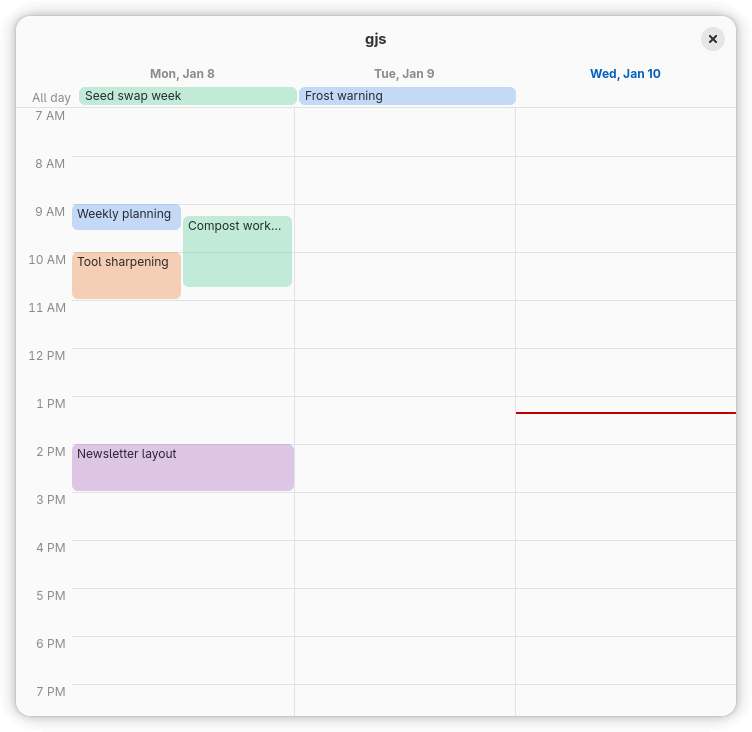 gjs
Mon, Jan 8
Tue, Jan 9
Wed, Jan 10
All day
Seed swap week
Frost warning
7 AM
8 AM
9 AM
Weekly planning
Compost work...
10 AM
Tool sharpening
11 AM
12 PM
1 PM
2 PM
Newsletter layout
3 PM
4 PM
5 PM
6 PM
7 PM